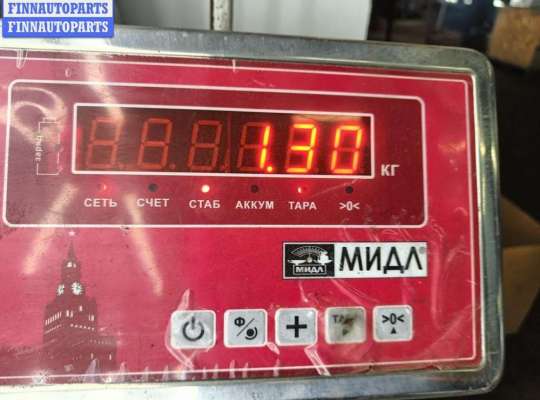 FINNAUTOPARTS
FINNAUTOPARTS
1.30 КГ
СЕТЬ СЧЕТ СТАБ АККУМ ТАРА >0<
МИДЛ МИДЛ
Ф/ + >0<